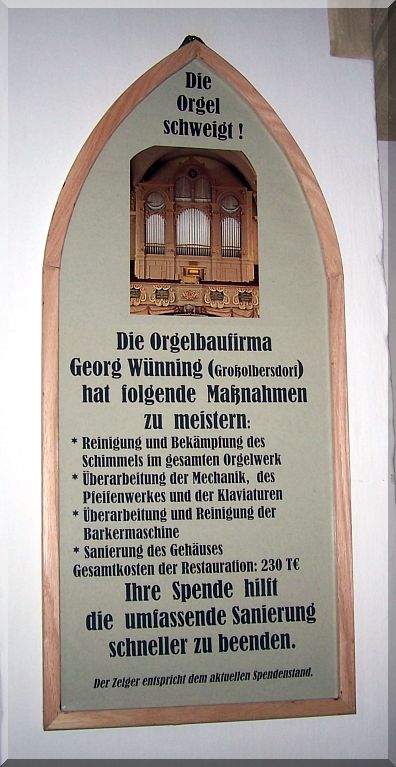 Die
Orgel
schweigt !
Die Orgelbaufirma
Georg Wünning (Großolbersdorf)
hat folgende Maßnahmen
zu meistern:
* Reinigung und Bekämpfung des
Schimmels im gesamten Orgelwerk
* Überarbeitung der Mechanik, des
Pfeifenwerkes und der Klaviaturen
* Überarbeitung und Reinigung der
Barkermaschine
* Sanierung des Gehäuses
Gesamtkosten der Restauration: 230 T€
Ihre Spende hilft
die umfassende Sanierung
schneller zu beenden.
Der Zeiger entspricht dem aktuellen Spendenstand.